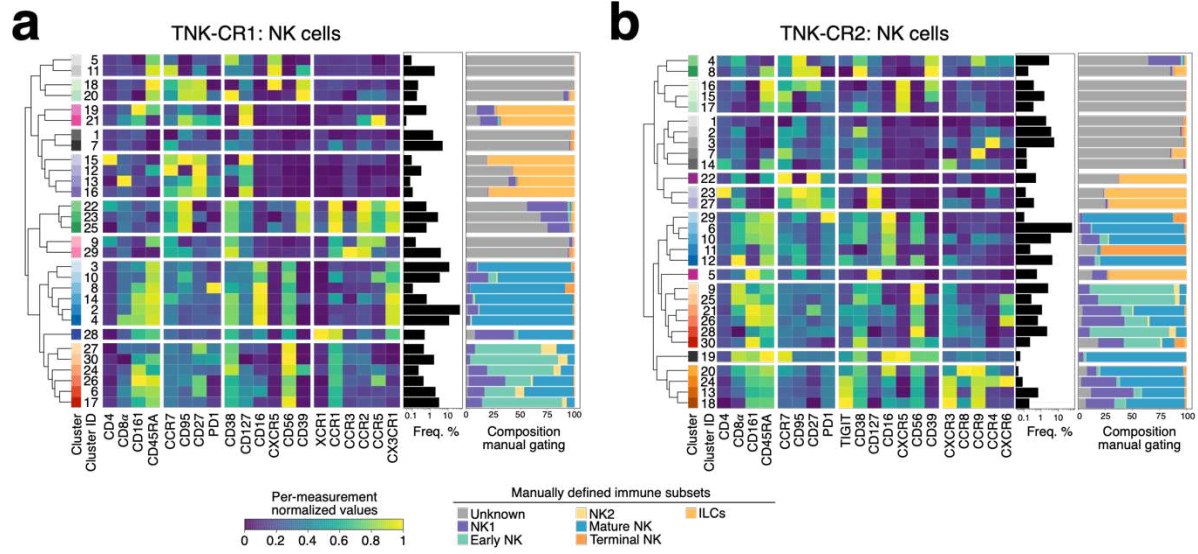 a
TNK-CR1: NK cells
5
11
18
20
19
21
1
7
15
12
13
16
22
23
25
9
29
3
10
8
14
2
4
28
27
30
24
26
6
17
Cluster
Cluster ID
CD4
CD8α
CD161
CD45RA
CCR7
CD95
CD27
PD1
CD38
CD127
CD16
CXCR5
CD56
CD39
XCR1
CCR1
CCR3
CCR2
CCR5
CX3CR1
0.1
1
10
Freq. %
0 25 50 75 100
Composition
manual gating
b
TNK-CR2: NK cells
4
8
16
15
17
1
2
3
7
14
22
23
27
29
6
10
11
12
5
9
25
21
26
28
30
19
20
24
13
18
Cluster
Cluster ID
CD4
CD8α
CD161
CD45RA
CCR7
CD95
CD27
PD1
TIGIT
CD38
CD127
CD16
CXCR5
CD56
CD39
CXCR3
CCR8
CCR9
CCR4
CXCR6
0.1
1
10
Freq. %
0 25 50 75 100
Composition
manual gating
Per-measurement
normalized values
0 0.2 0.4 0.6 0.8 1
Manually defined immune subsets
Unknown
NK1
Early NK
NK2
Mature NK
Terminal NK
ILCs